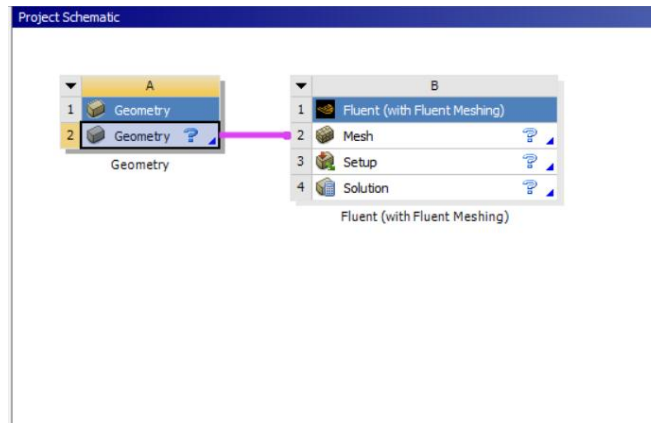 Project Schematic
A
1 Geometry
2 Geometry ?
Geometry
B
1 Fluent (with Fluent Meshing)
2 Mesh ?
3 Setup ?
4 Solution ?
Fluent (with Fluent Meshing)